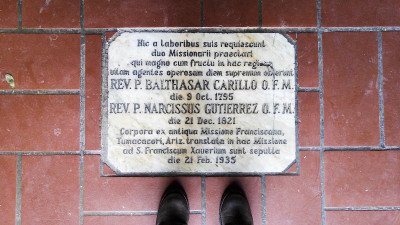 Hic a laboribus suis requiescunt
duo Missionarii praeclari
qui magno cum fructu in hac regione
vitam agentes operosam diem supremum obierunt
REV. P. BALTHASAR CARILLO O.F.M.
die 9 Oct. 1795
REV. P. NARCISSUS GUTIERREZ O.F.M.
die 21 Dec. 1821
Corpora ex antiqua Missione Franciscana,
Tumacacori, Ariz. translata in hac Missione
ad S. Franciscum Xaverium sunt sepulta
die 21 Feb. 1935